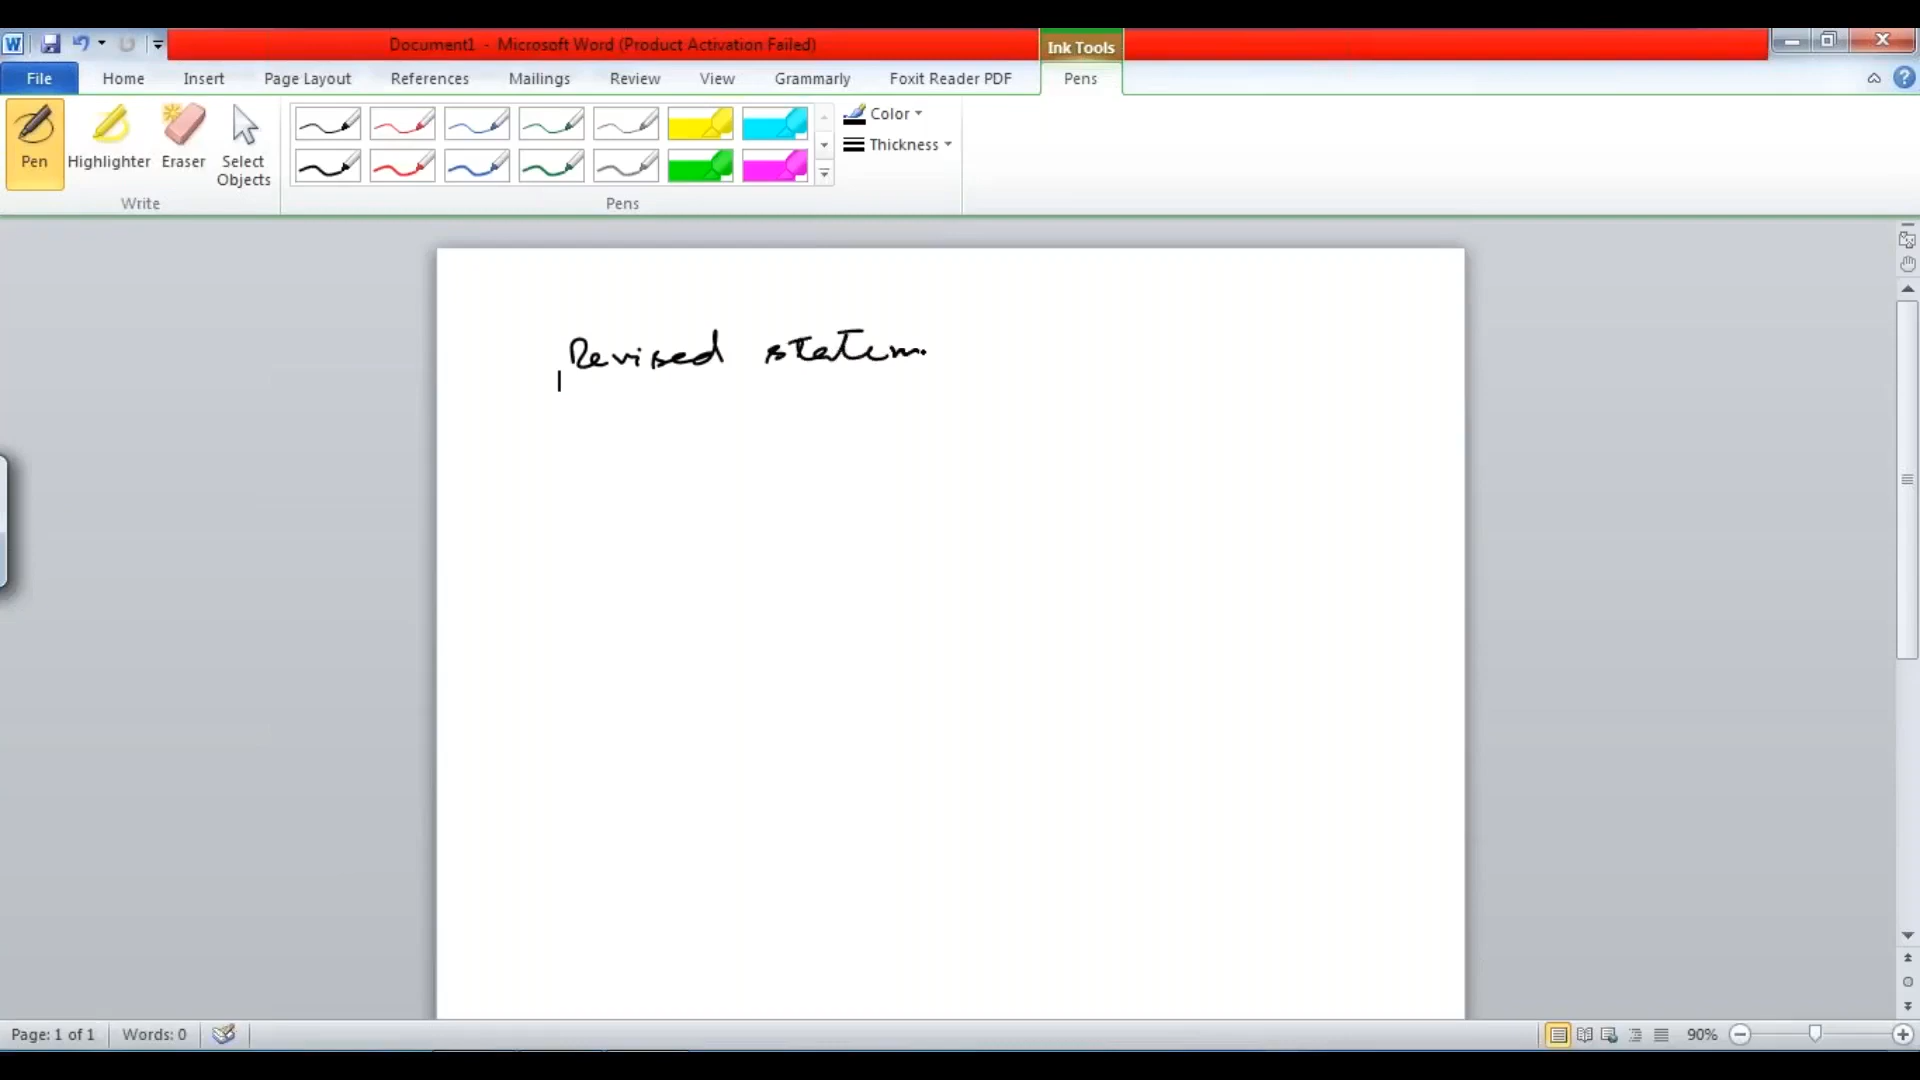 Document1 - Microsoft Word (Product Activation Failed)
Ink Tools
File Home Insert Page Layout References Mailings Review View Grammarly Foxit Reader PDF Pens
Pen Highlighter Eraser Select Objects
Color
Thickness
Write Pens
Revised statem
Page: 1 of 1 Words: 0 90%